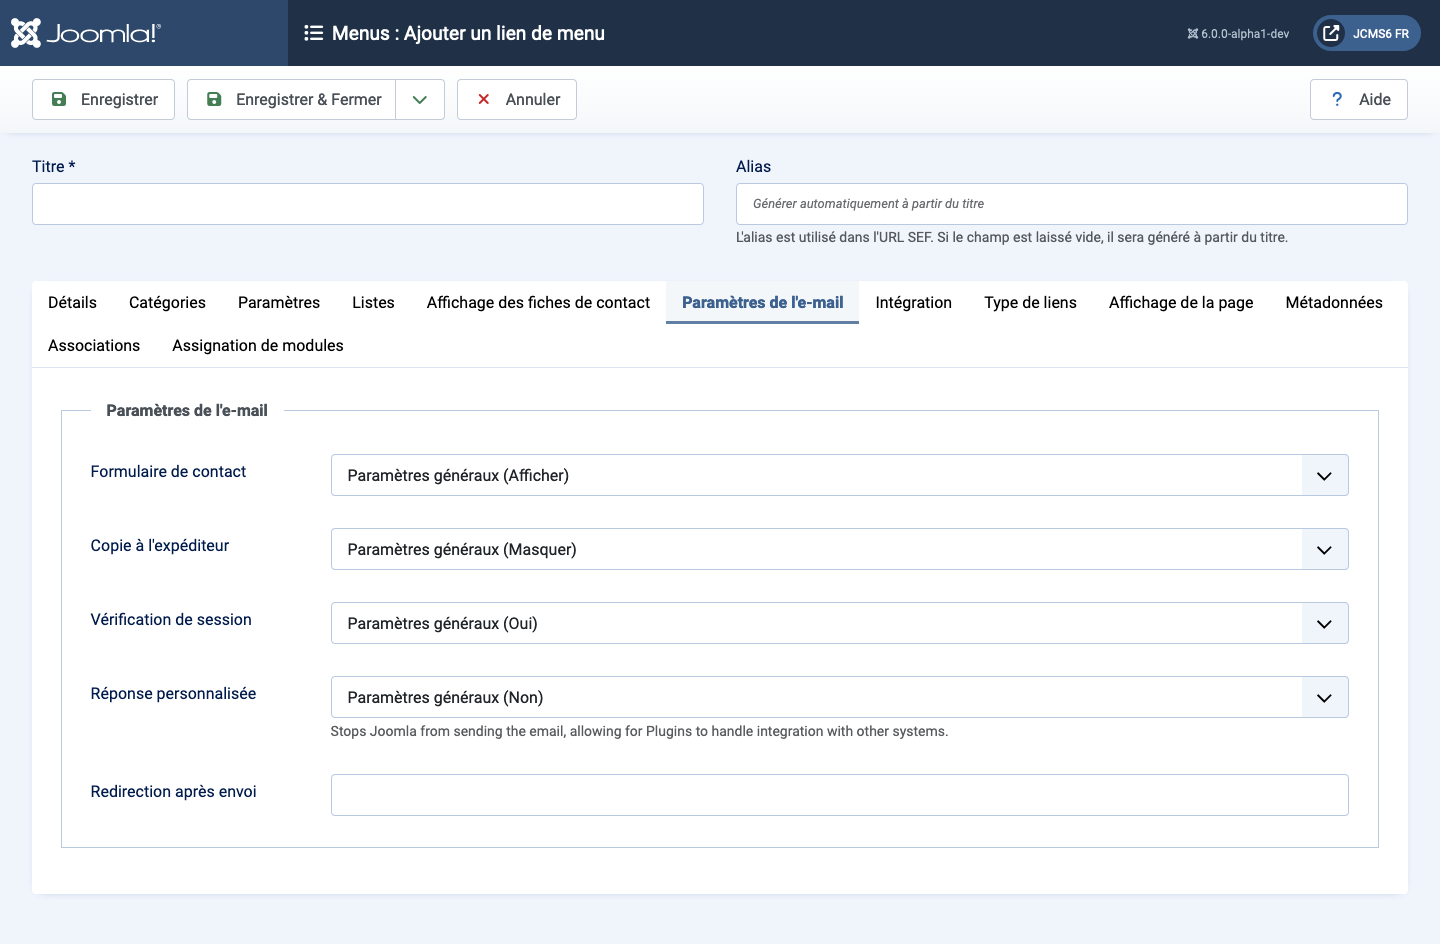 Joomla!®
Menus : Ajouter un lien de menu
6.0.0-alpha1-dev
JCMS6 FR
Enregistrer
Enregistrer & Fermer
Annuler
? Aide
Titre *
Alias
Générer automatiquement à partir du titre
L'alias est utilisé dans l'URL SEF. Si le champ est laissé vide, il sera généré à partir du titre.
Détails Catégories Paramètres Listes Affichage des fiches de contact Paramètres de l'e-mail Intégration Type de liens Affichage de la page Métadonnées
Associations Assignation de modules
Paramètres de l'e-mail
Formulaire de contact
Paramètres généraux (Afficher)
Copie à l'expéditeur
Paramètres généraux (Masquer)
Vérification de session
Paramètres généraux (Oui)
Réponse personnalisée
Paramètres généraux (Non)
Stops Joomla from sending the email, allowing for Plugins to handle integration with other systems.
Redirection après envoi